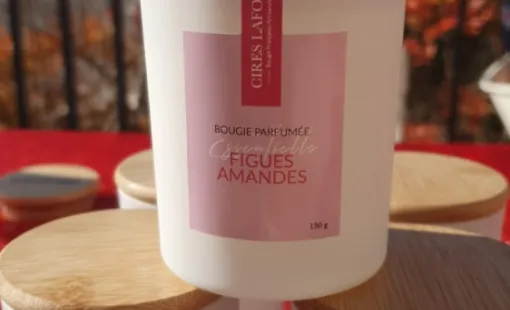 CIRES LAFO
BOUGIE PARFUMÉE
Essentielle
FIGUES
AMANDES
150 g